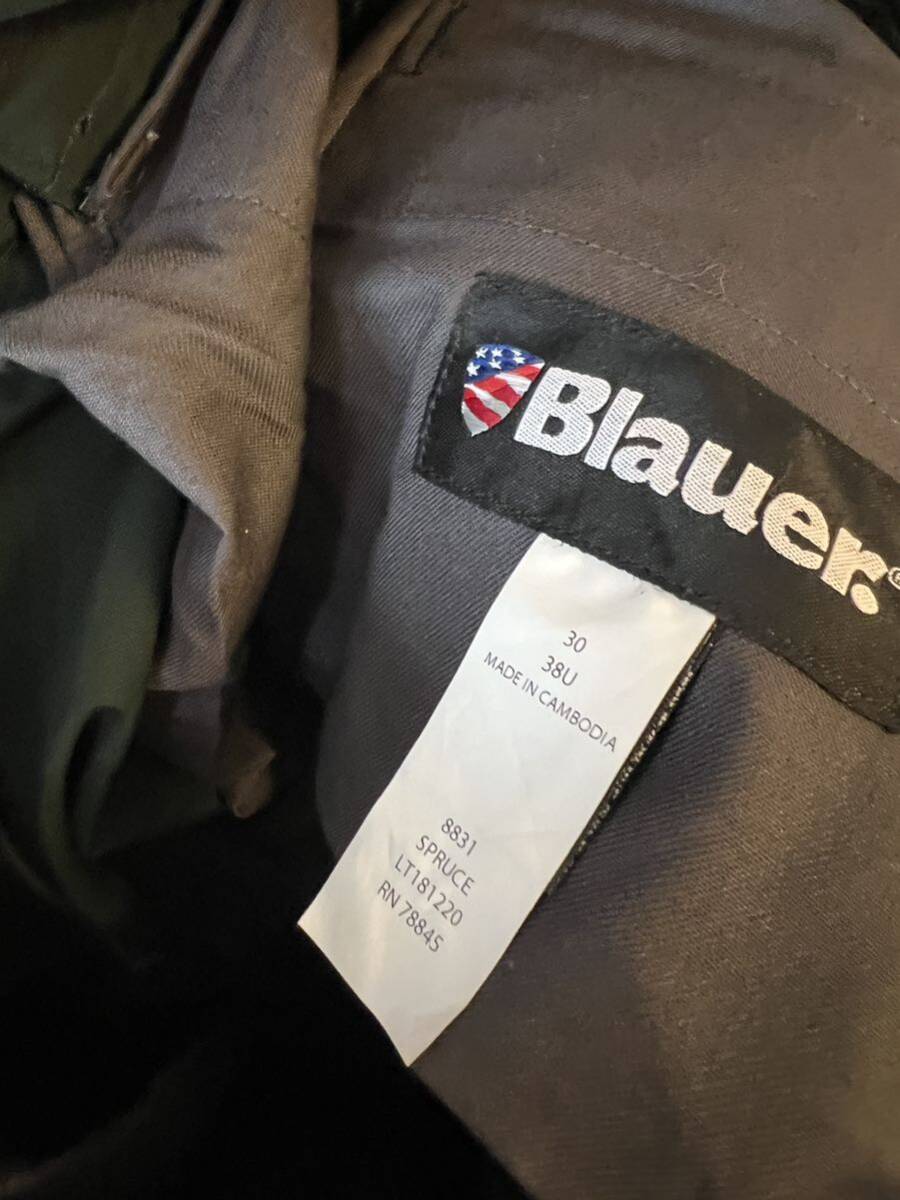 Blauer.®
30
38U
MADE IN CAMBODIA
8831
SPRUCE
LT181220
RN 78845